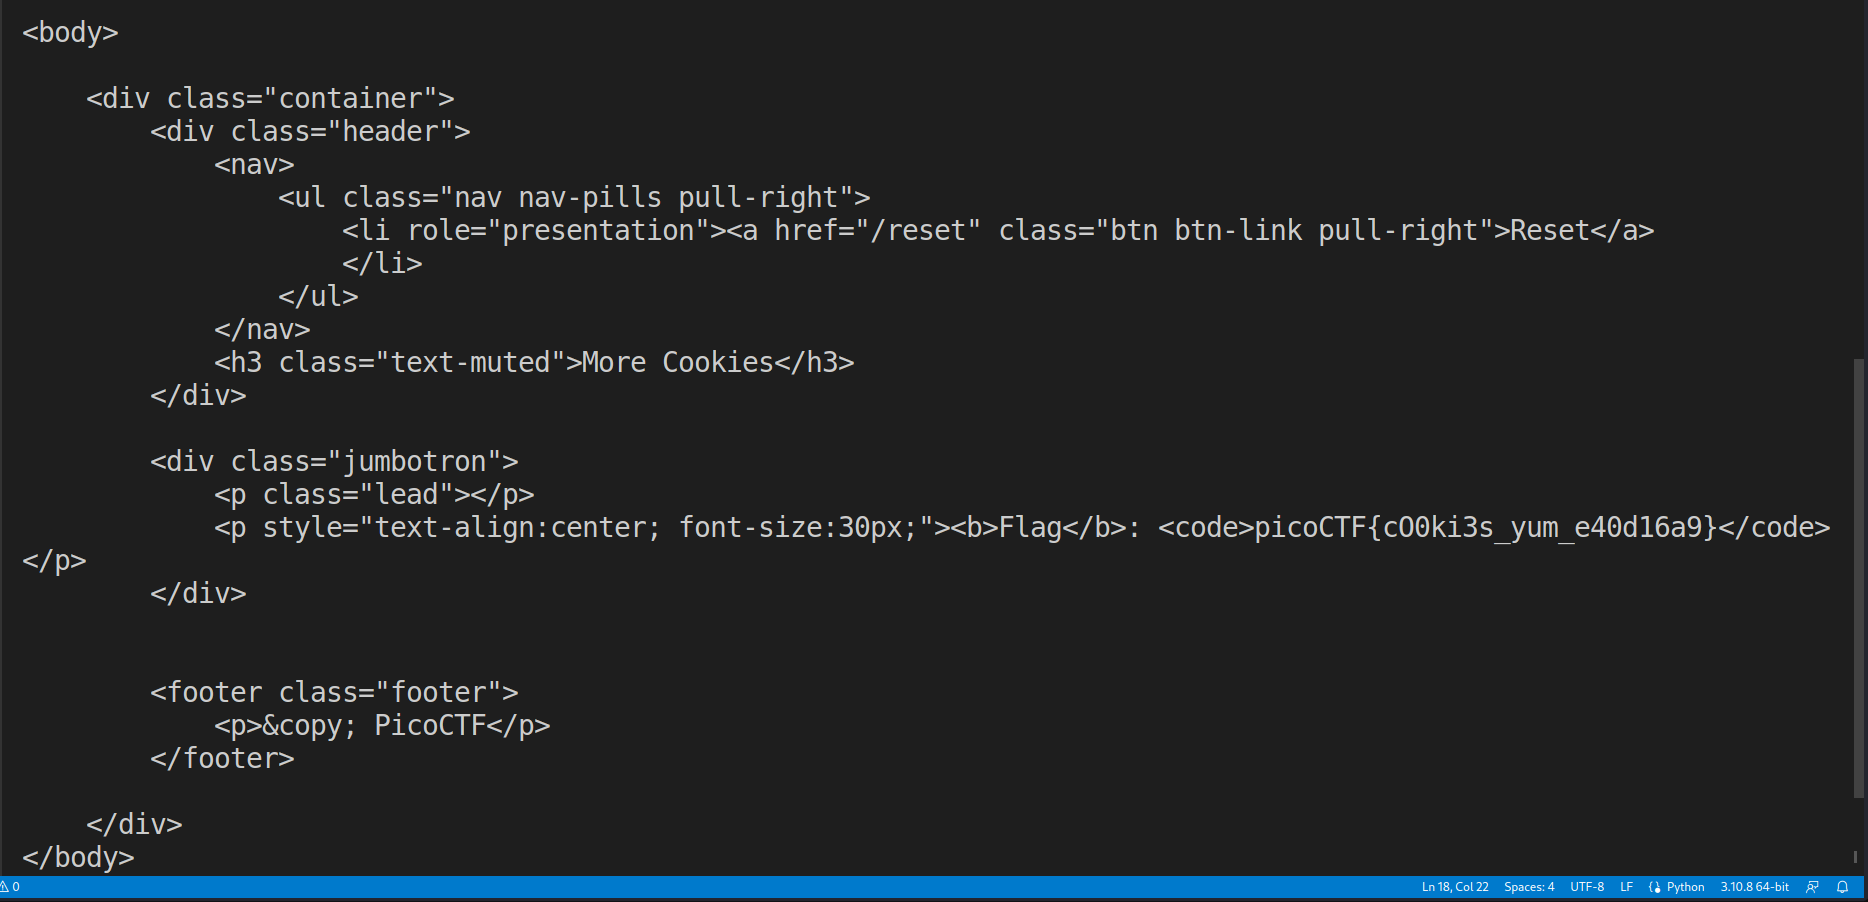 <body>
<div class="container">
<div class="header">
<nav>
<ul class="nav nav-pills pull-right">
<li role="presentation"><a href="/reset" class="btn btn-link pull-right">Reset</a>
</li>
</ul>
</nav>
<h3 class="text-muted">More Cookies</h3>
</div>
<div class="jumbotron">
<p class="lead"></p>
<p style="text-align:center; font-size:30px;"><b>Flag</b>: <code>picoCTF{cO0ki3s_yum_e40d16a9}</code>
</p>
</div>
<footer class="footer">
<p>&copy; PicoCTF</p>
</footer>
</div>
</body>
0 Ln 18, Col 22 Spaces: 4 UTF-8 LF Python 3.10.8 64-bit